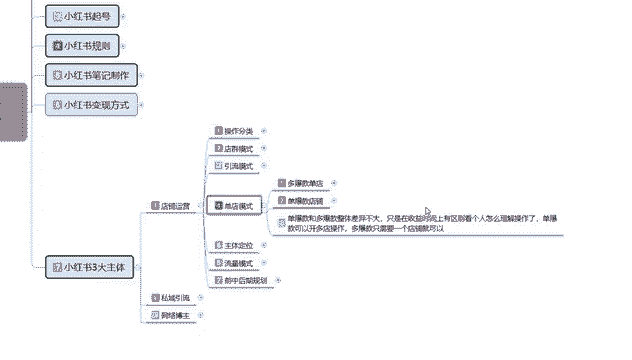 小红书起号
小红书规则
小红书笔记制作
小红书变现方式
操作分类
店群模式
引流模式
多爆款单店
店铺运营
单店模式
单爆款店铺
单爆款和多爆款整体差异不大，只是在收益时间上有区别看个人怎么理解操作了，单爆
款可以开多店操作，多爆款只需要一个店铺就可以
主体定位
流量模式
小红书3大主体
前中后期规划
私域引流
网络博主